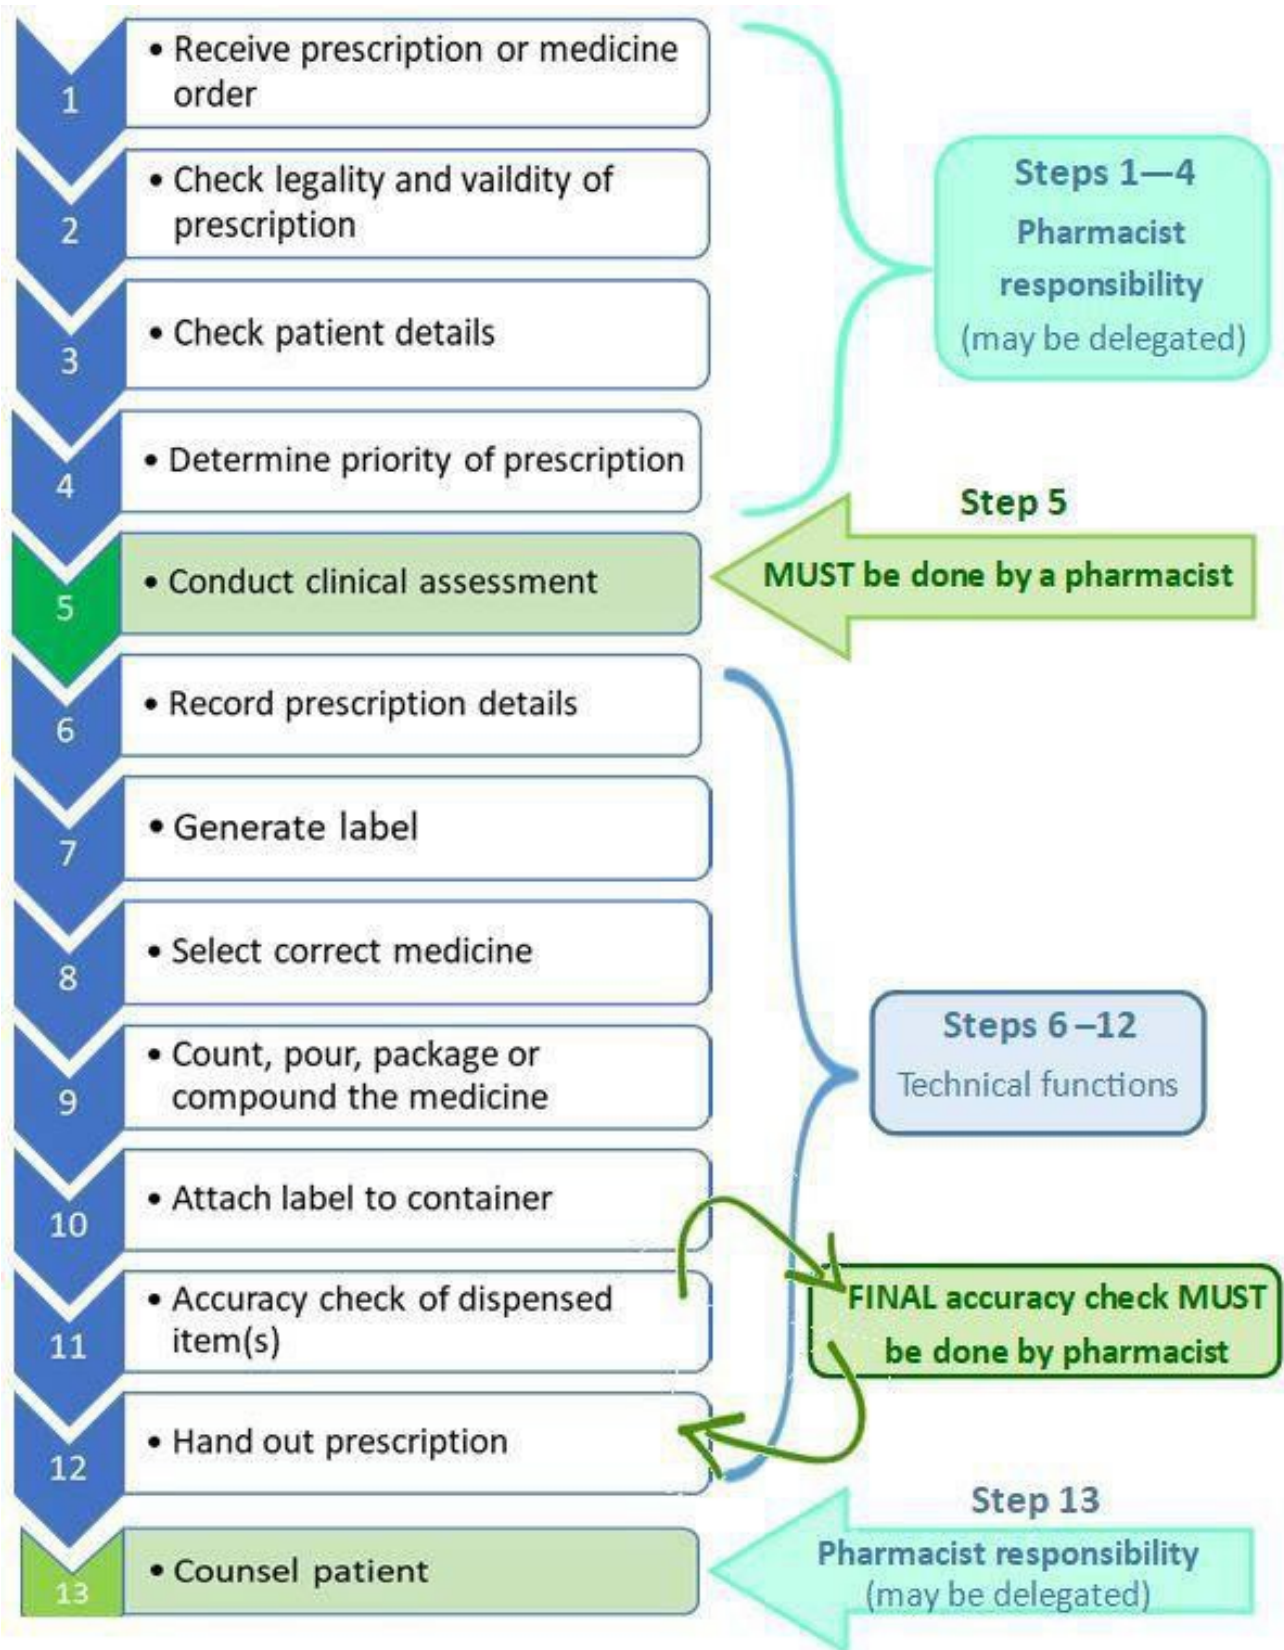 1
• Receive prescription or medicine
order
2
• Check legality and vaildity of
prescription
3
• Check patient details
4
• Determine priority of prescription
Steps 1—4
Pharmacist
responsibility
(may be delegated)
5
• Conduct clinical assessment
Step 5
MUST be done by a pharmacist
6
• Record prescription details
7
• Generate label
8
• Select correct medicine
9
• Count, pour, package or
compound the medicine
10
• Attach label to container
11
• Accuracy check of dispensed
item(s)
12
• Hand out prescription
Steps 6 –12
Technical functions
FINAL accuracy check MUST
be done by pharmacist
13
• Counsel patient
Step 13
Pharmacist responsibility
(may be delegated)